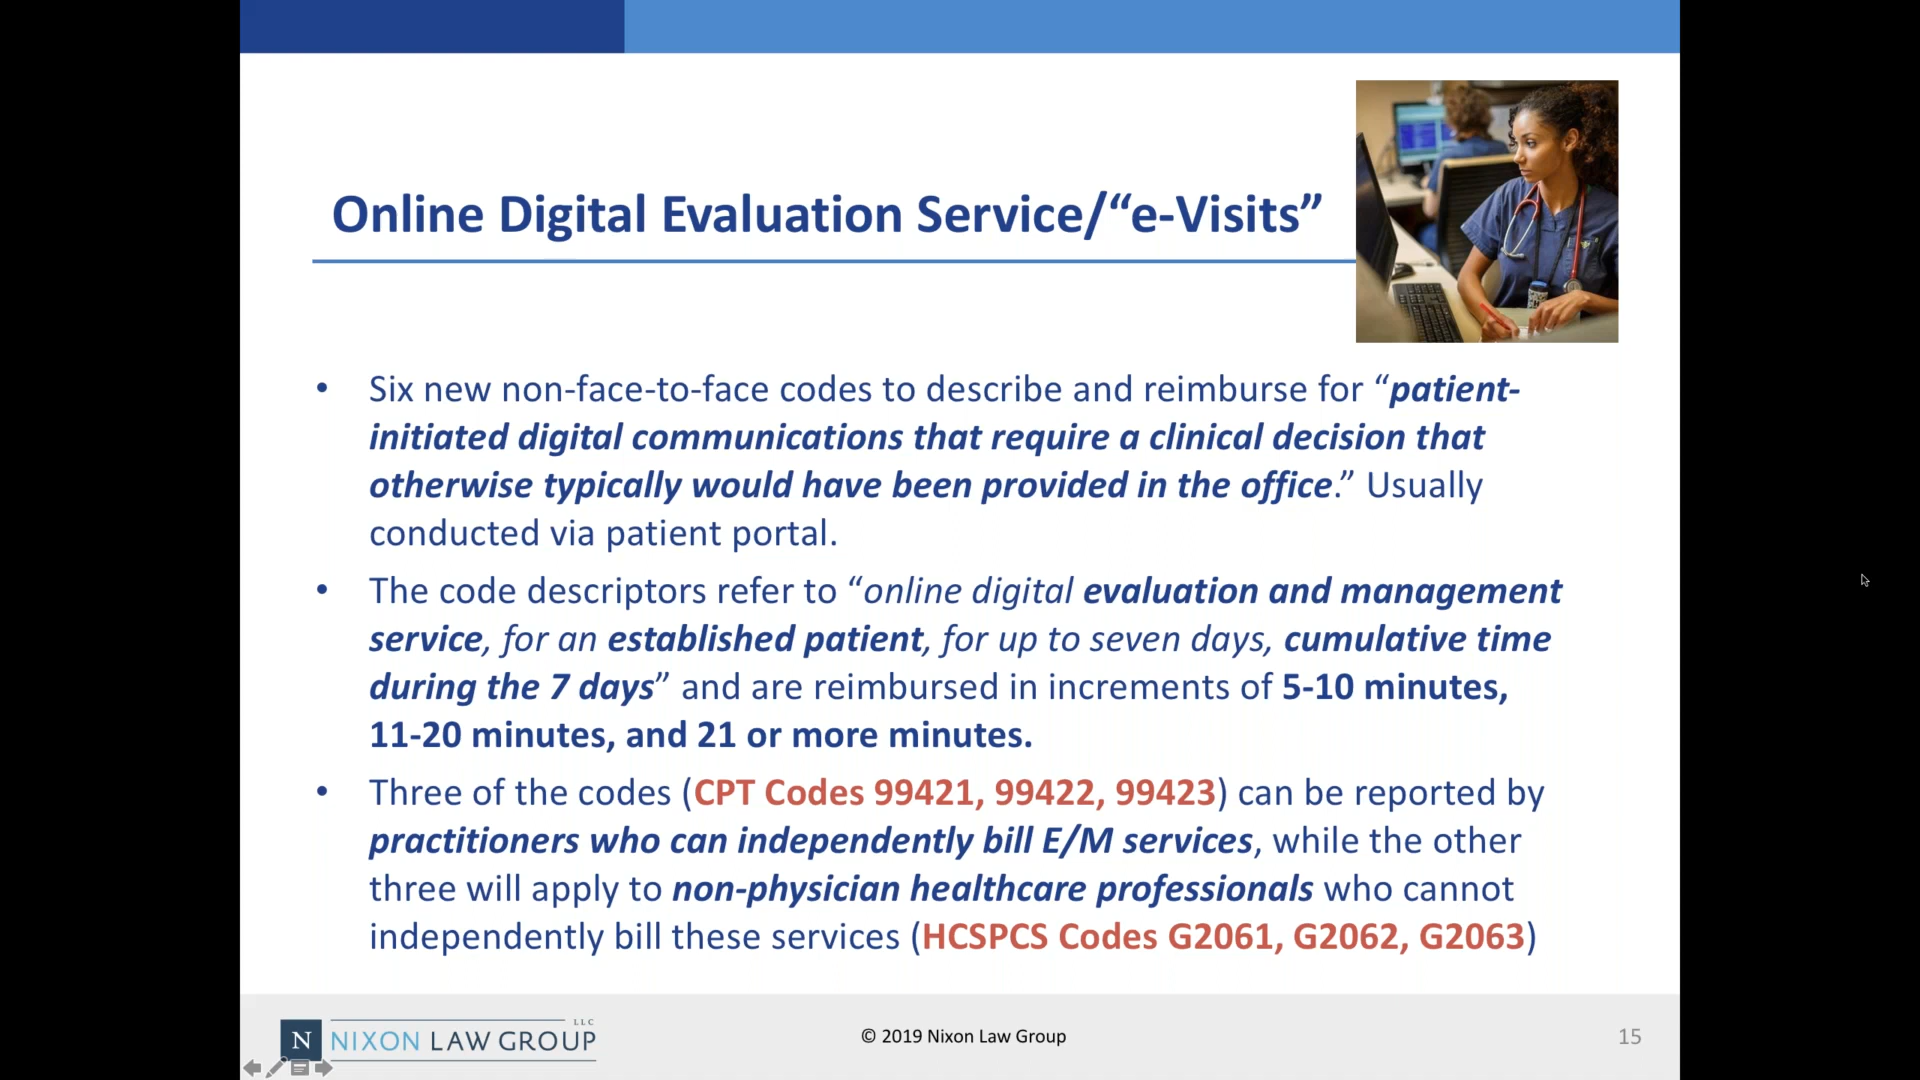 Online Digital Evaluation Service/“e-Visits”
• Six new non-face-to-face codes to describe and reimburse for “patient-
initiated digital communications that require a clinical decision that
otherwise typically would have been provided in the office.” Usually
conducted via patient portal.
• The code descriptors refer to “online digital evaluation and management
service, for an established patient, for up to seven days, cumulative time
during the 7 days” and are reimbursed in increments of 5-10 minutes,
11-20 minutes, and 21 or more minutes.
• Three of the codes (CPT Codes 99421, 99422, 99423) can be reported by
practitioners who can independently bill E/M services, while the other
three will apply to non-physician healthcare professionals who cannot
independently bill these services (HCSPCS Codes G2061, G2062, G2063)
N NIXON LAW GROUP LLC
© 2019 Nixon Law Group
15